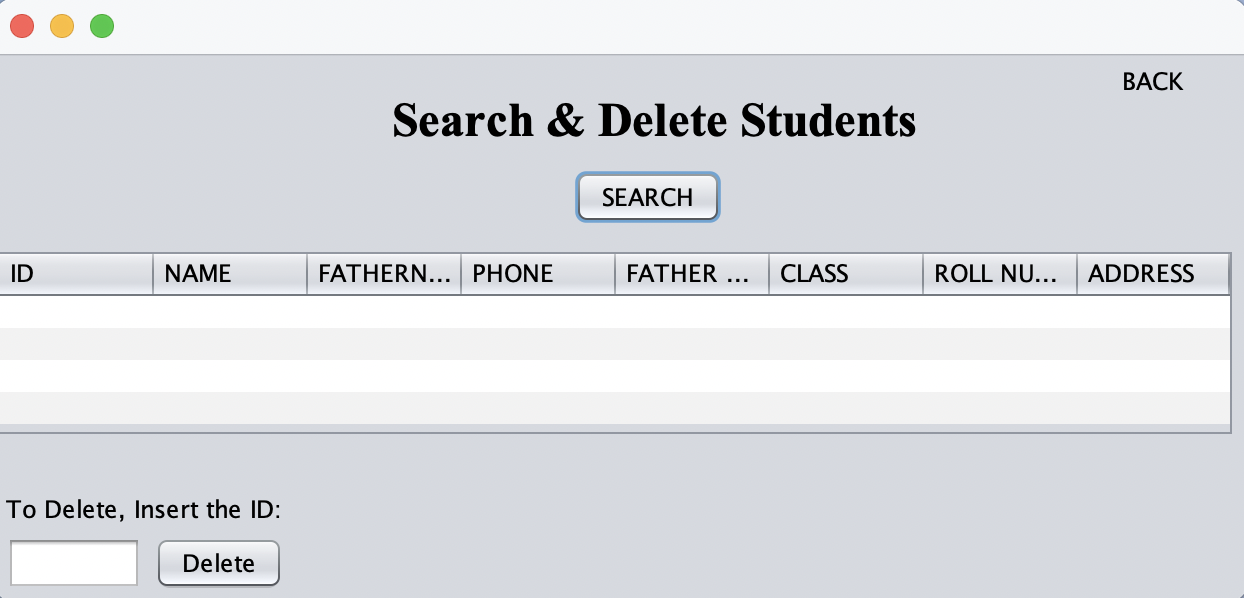 BACK
Search & Delete Students
SEARCH
ID NAME FATHERN... PHONE FATHER ... CLASS ROLL NU... ADDRESS
To Delete, Insert the ID:
Delete